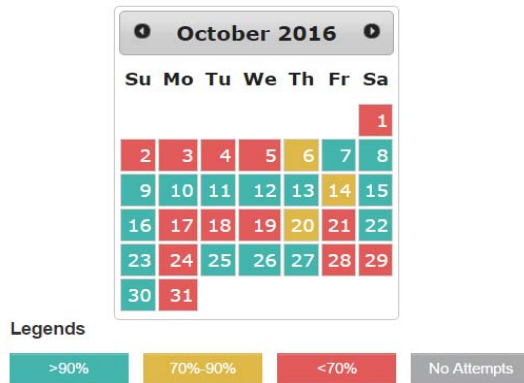 October 2016
Su Mo Tu We Th Fr Sa
1
2 3 4 5 6 7 8
9 10 11 12 13 14 15
16 17 18 19 20 21 22
23 24 25 26 27 28 29
30 31
Legends
>90% 70%-90% <70% No Attempts